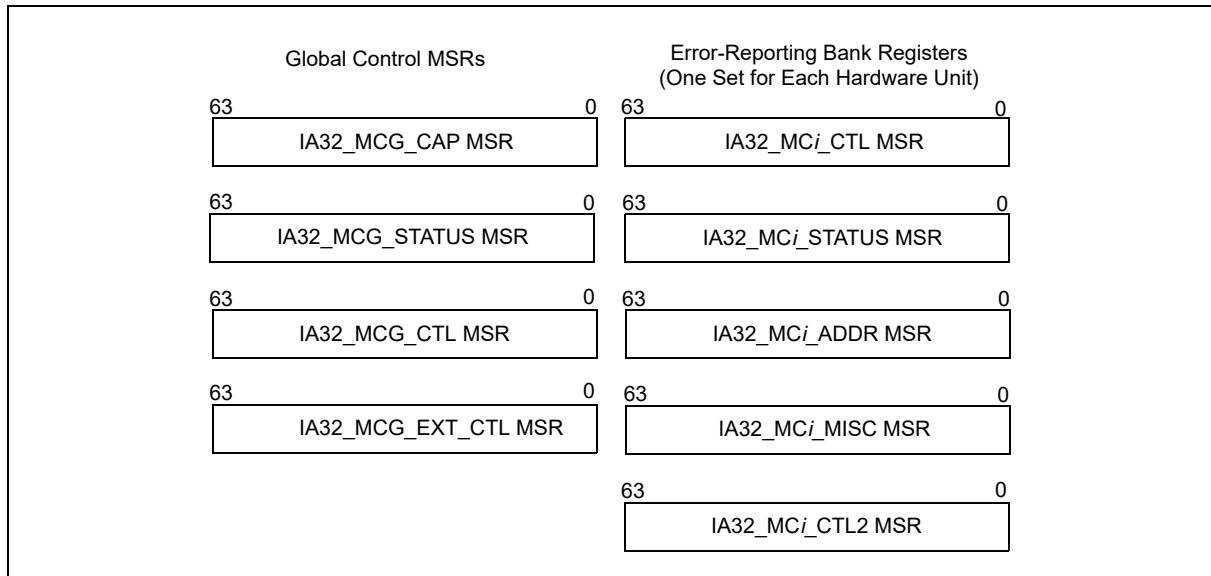 Global Control MSRs
63 0
IA32_MCG_CAP MSR
63 0
IA32_MCG_STATUS MSR
63 0
IA32_MCG_CTL MSR
63 0
IA32_MCG_EXT_CTL MSR
Error-Reporting Bank Registers
(One Set for Each Hardware Unit)
63 0
IA32_MCi_CTL MSR
63 0
IA32_MCi_STATUS MSR
63 0
IA32_MCi_ADDR MSR
63 0
IA32_MCi_MISC MSR
63 0
IA32_MCi_CTL2 MSR